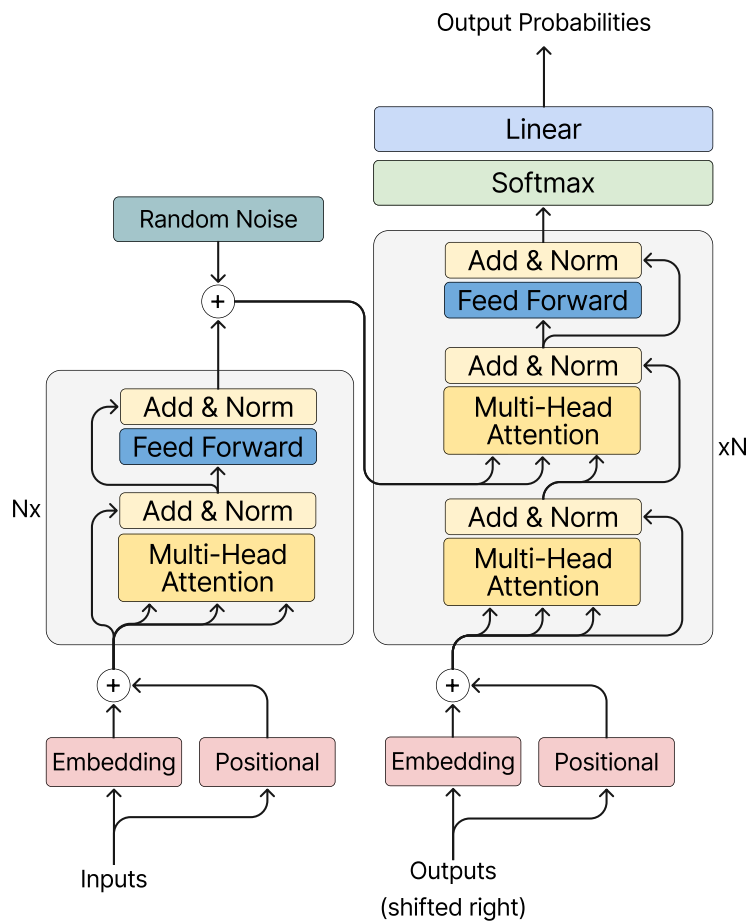 Output Probabilities
Linear
Softmax
Random Noise
Add & Norm
Feed Forward
Add & Norm
Multi-Head
Attention
xN
Add & Norm
Multi-Head
Attention
Add & Norm
Feed Forward
Nx
Add & Norm
Multi-Head
Attention
+
+
+
Embedding
Positional
Embedding
Positional
Inputs
Outputs
(shifted right)